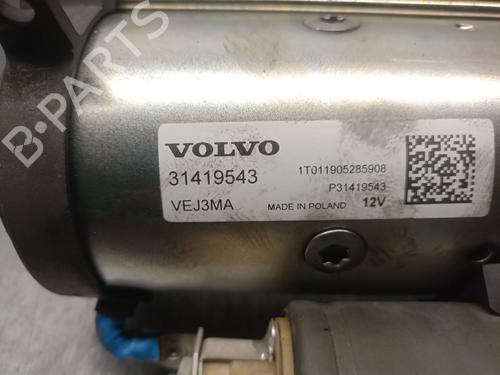 VOLVO
31419543 1T011905285908
P31419543
VEJ3MA MADE IN POLAND 12V
B-PARTS